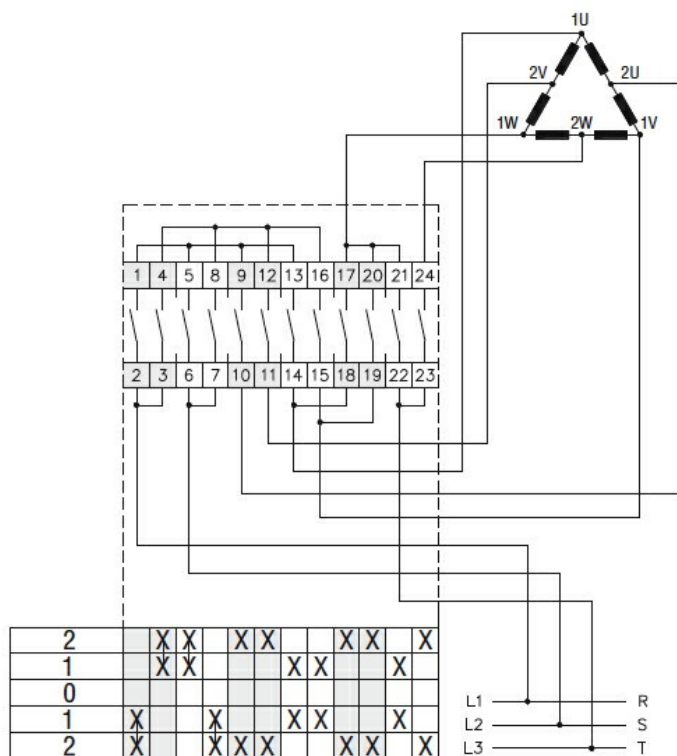 1U
2V 2U
1W 2W 1V
1 4 5 8 9 12 13 16 17 20 21 24
2 3 6 7 10 11 14 15 18 19 22 23
2 X X X X X X X
1 X X X X X
0
1 X X X X X
2 X X X X X X X
L1 R
L2 S
L3 T